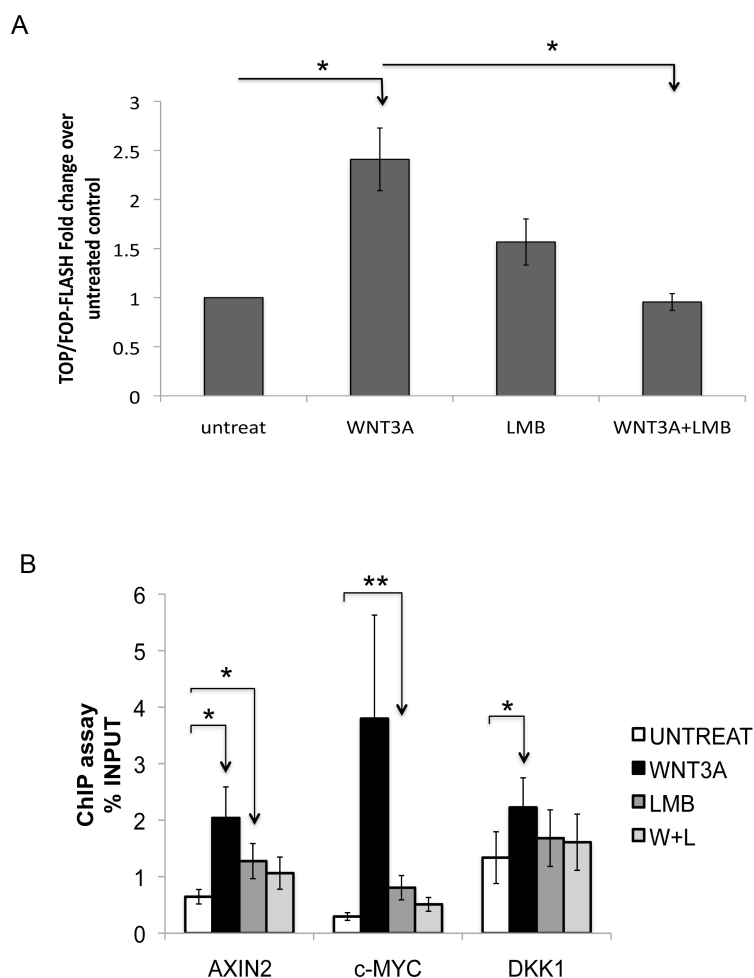 A
*
*
TOP/FOP-FLASH Fold change over
untreated control
3
2.5
2
1.5
1
0.5
0
untreat WNT3A LMB WNT3A+LMB
B
ChIP assay
% INPUT
6
5
4
3
2
1
0
*
*
**
*
UNTREAT
WNT3A
LMB
W+L
AXIN2 c-MYC DKK1